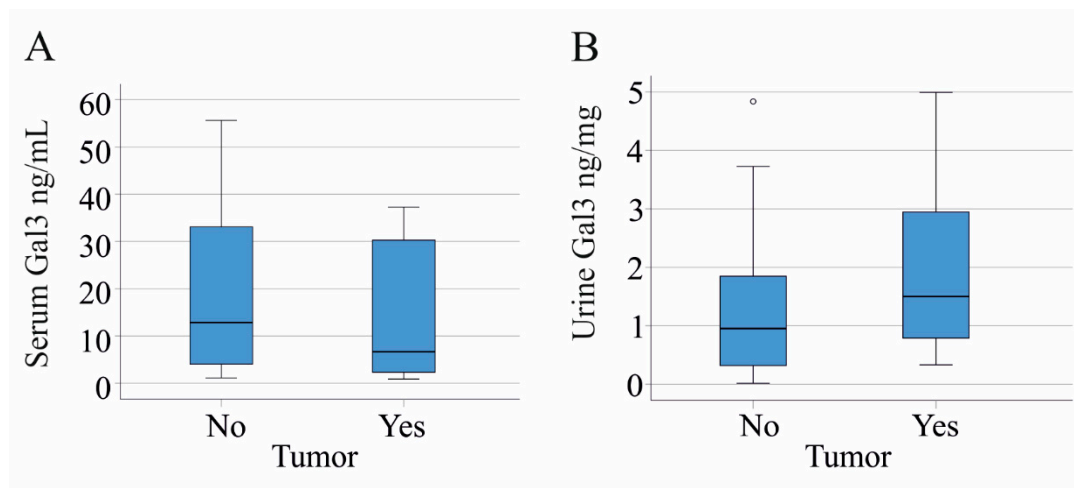 A
Serum Gal3 ng/mL
60
50
40
30
20
10
0
No Yes
Tumor
B
Urine Gal3 ng/mg
5
4
3
2
1
0
No Yes
Tumor